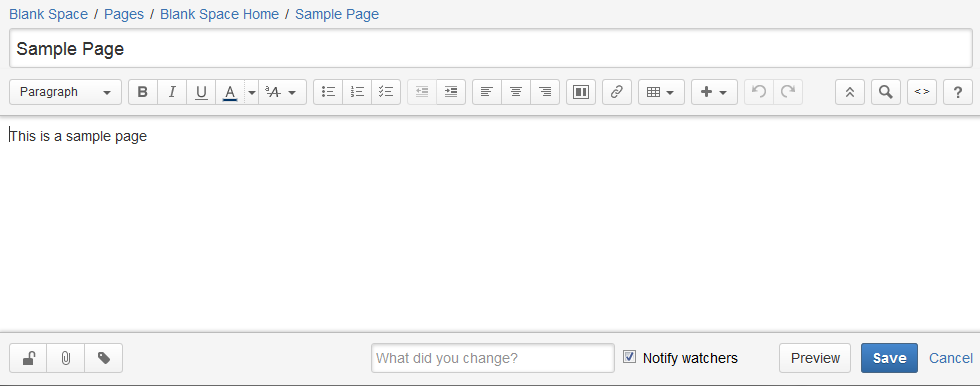 Blank Space / Pages / Blank Space Home / Sample Page
Sample Page
Paragraph B I U A ªA <> ?
This is a sample page
What did you change? Notify watchers Preview Save Cancel